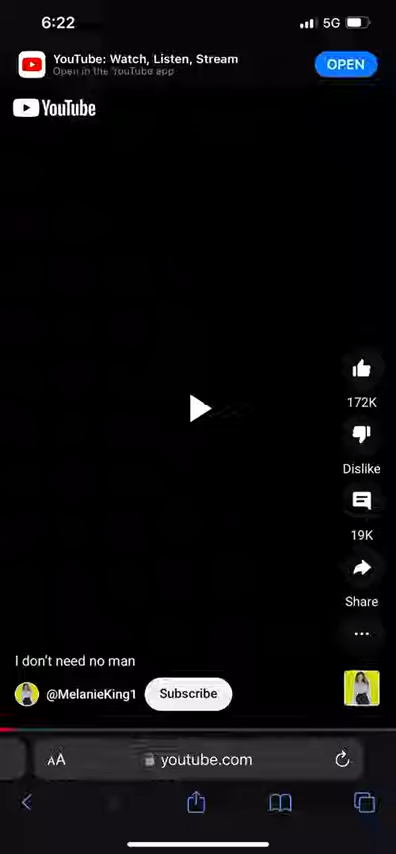 6:22
5G
YouTube: Watch, Listen, Stream
Open in the YouTube app
OPEN
YouTube
172K
Dislike
19K
Share
I don't need no man
@MelanieKing1
Subscribe
AA
youtube.com